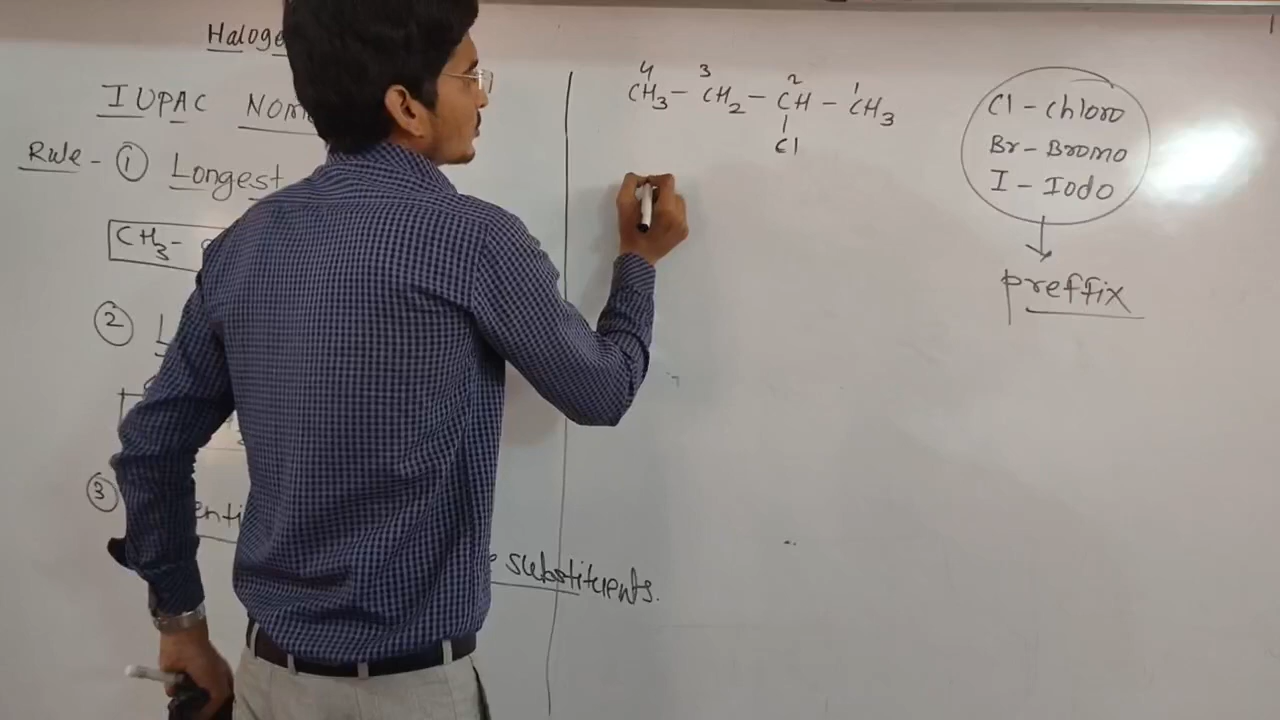 Haloge
IUPAC Nom
Rule - ① Longest
CH3 -
②
③ enti
substituents.
4 3 2 1
CH3 - CH2 - CH - CH3
|
Cl
Cl - chloro
Br - Bromo
I - Iodo
preffix